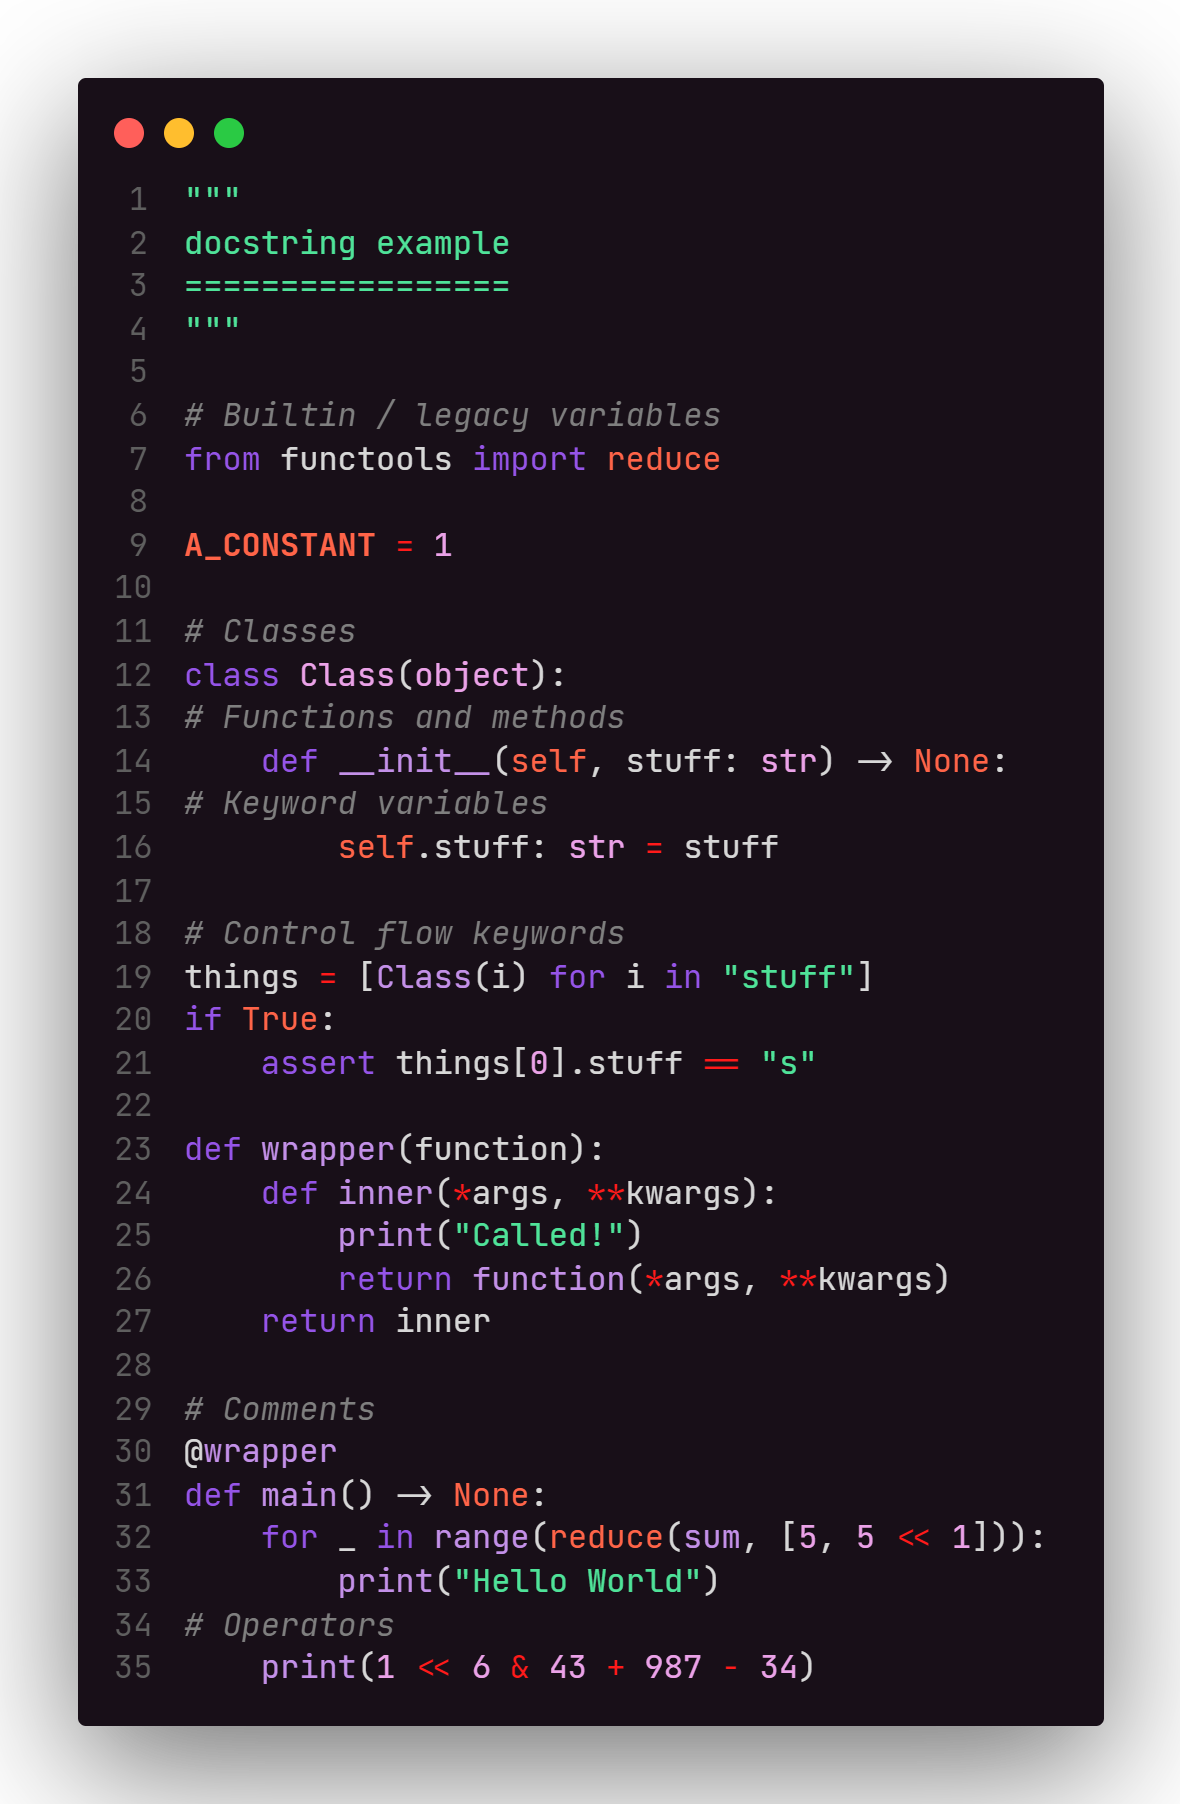 1 """
2 docstring example
3 =================
4 """
5
6 # Builtin / legacy variables
7 from functools import reduce
8
9 A_CONSTANT = 1
10
11 # Classes
12 class Class(object):
13 # Functions and methods
14     def __init__(self, stuff: str) -> None:
15 # Keyword variables
16         self.stuff: str = stuff
17
18 # Control flow keywords
19 things = [Class(i) for i in "stuff"]
20 if True:
21     assert things[0].stuff == "s"
22
23 def wrapper(function):
24     def inner(*args, **kwargs):
25         print("Called!")
26         return function(*args, **kwargs)
27     return inner
28
29 # Comments
30 @wrapper
31 def main() -> None:
32     for _ in range(reduce(sum, [5, 5 << 1])):
33         print("Hello World")
34 # Operators
35     print(1 << 6 & 43 + 987 - 34)